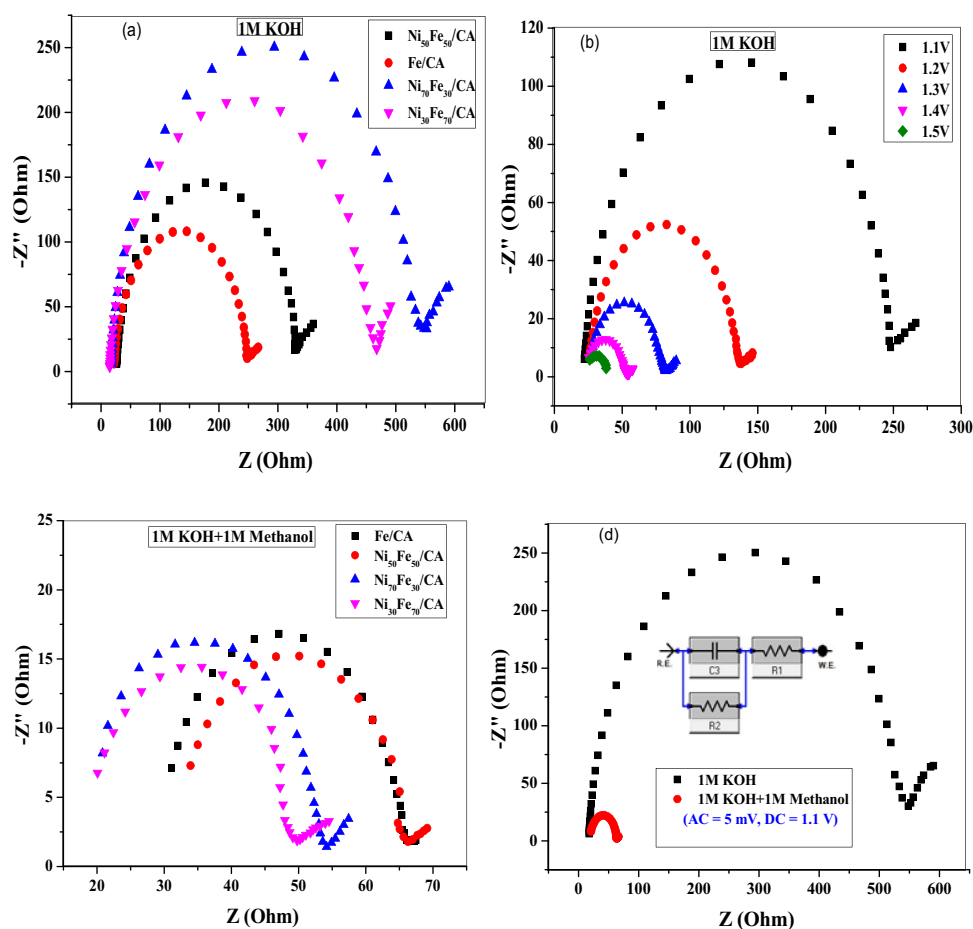 (a)
1M KOH
Ni50Fe50/CA
Fe/CA
Ni70Fe30/CA
Ni30Fe70/CA
250
200
150
100
50
0
-Z'' (Ohm)
0 100 200 300 400 500 600
Z (Ohm)
(b)
1M KOH
1.1V
1.2V
1.3V
1.4V
1.5V
120
100
80
60
40
20
0
-Z'' (Ohm)
0 50 100 150 200 250 300
Z (Ohm)
1M KOH+1M Methanol
Fe/CA
Ni50Fe50/CA
Ni70Fe30/CA
Ni30Fe70/CA
25
20
15
10
5
0
-Z'' (Ohm)
20 30 40 50 60 70
Z (Ohm)
(d)
250
200
150
100
50
0
-Z'' (Ohm)
R.E. C3 R1 W.E.
R2
1M KOH
1M KOH+1M Methanol
(AC = 5 mV, DC = 1.1 V)
0 100 200 300 400 500 600
Z (Ohm)